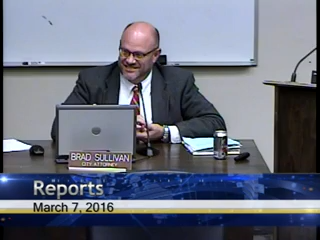 BRAD SULLIVAN
CITY ATTORNEY
Reports
March 7, 2016